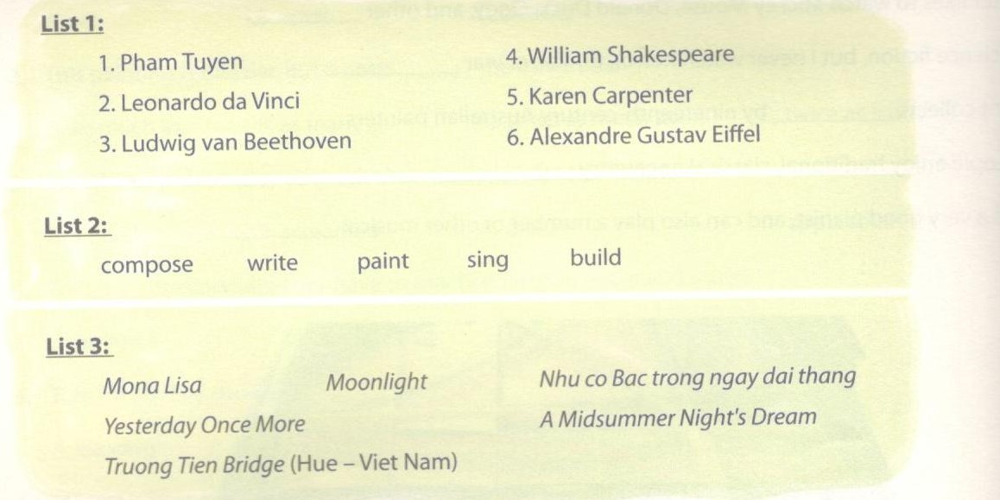 List 1:
1. Pham Tuyen
4. William Shakespeare
2. Leonardo da Vinci
5. Karen Carpenter
3. Ludwig van Beethoven
6. Alexandre Gustav Eiffel
List 2:
compose write paint sing build
List 3:
Mona Lisa Moonlight Nhu co Bac trong ngay dai thang
Yesterday Once More A Midsummer Night's Dream
Truong Tien Bridge (Hue – Viet Nam)